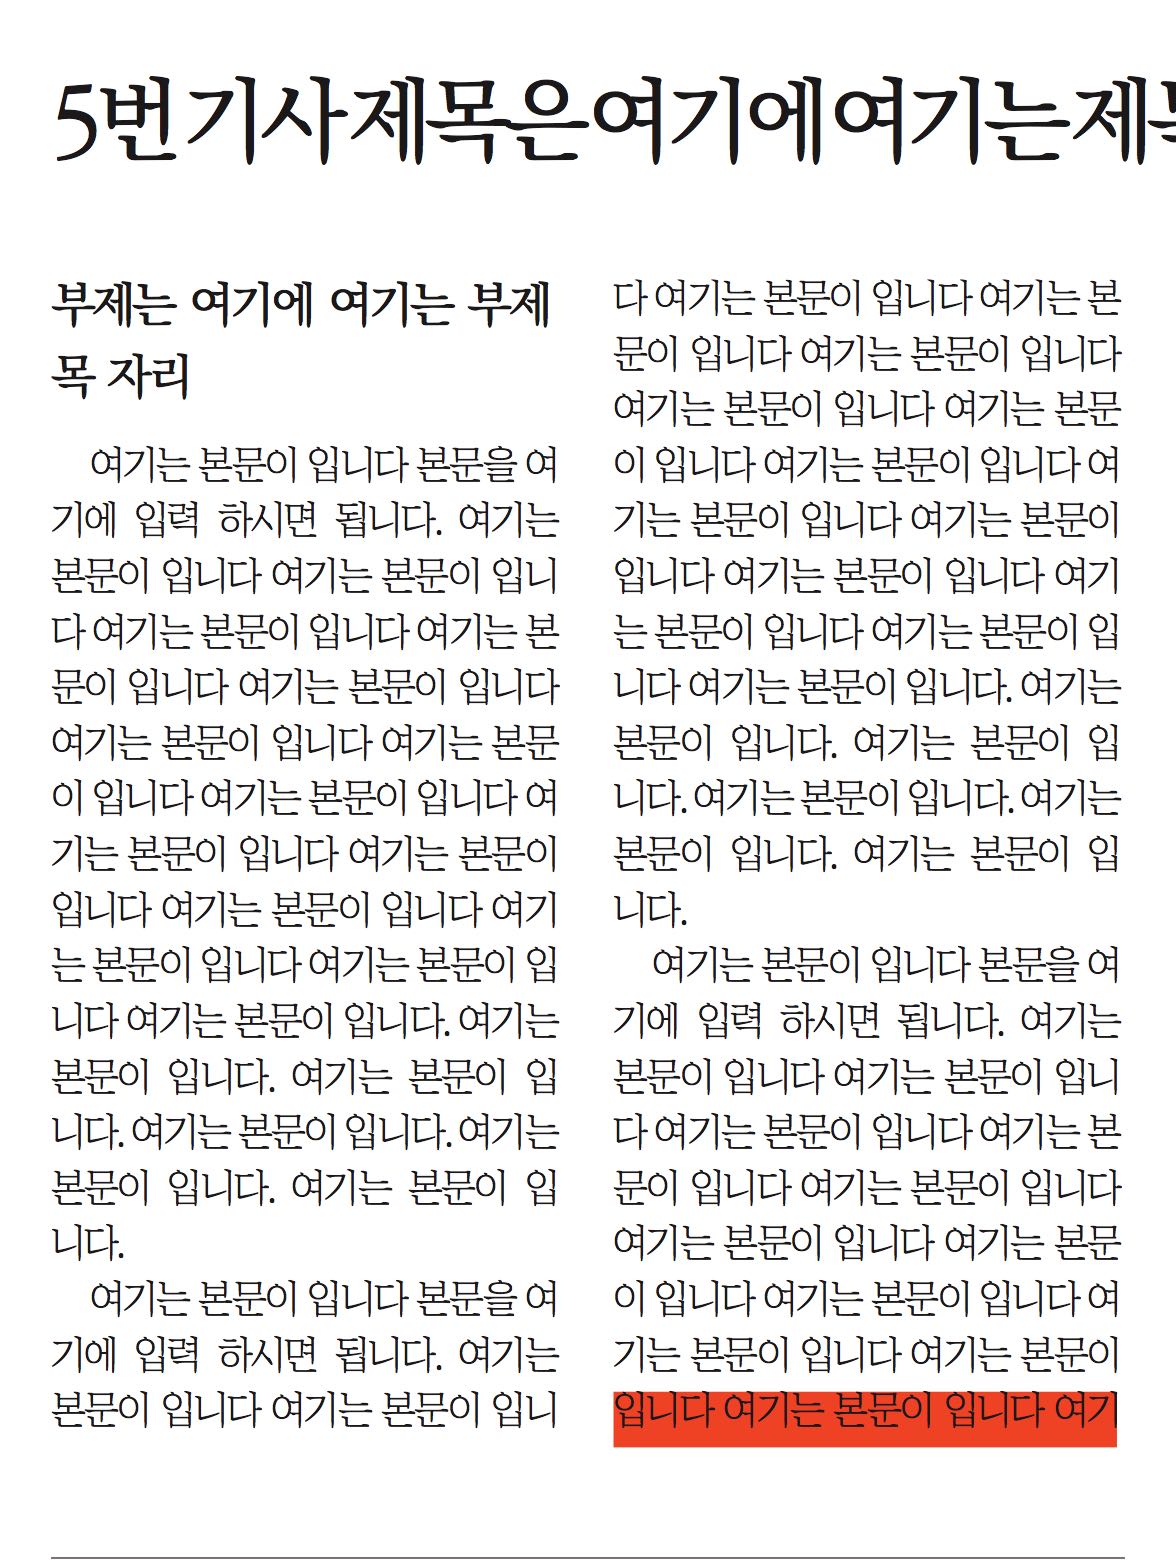 5번 기사 제목은 여기에 여기는 제
부제는 여기에 여기는 부제
목 자리
여기는 본문이 입니다 본문을 여
기에 입력 하시면 됩니다. 여기는
본문이 입니다 여기는 본문이 입니
다 여기는 본문이 입니다 여기는 본
문이 입니다 여기는 본문이 입니다
여기는 본문이 입니다 여기는 본문
이 입니다 여기는 본문이 입니다 여
기는 본문이 입니다 여기는 본문이
입니다 여기는 본문이 입니다 여기
는 본문이 입니다 여기는 본문이 입
니다 여기는 본문이 입니다. 여기는
본문이 입니다. 여기는 본문이 입
니다. 여기는 본문이 입니다. 여기는
본문이 입니다. 여기는 본문이 입
니다.
여기는 본문이 입니다 본문을 여
기에 입력 하시면 됩니다. 여기는
본문이 입니다 여기는 본문이 입니
다 여기는 본문이 입니다 여기는 본
문이 입니다 여기는 본문이 입니다
여기는 본문이 입니다 여기는 본문
이 입니다 여기는 본문이 입니다 여
기는 본문이 입니다 여기는 본문이
입니다 여기는 본문이 입니다 여기
는 본문이 입니다 여기는 본문이 입
니다 여기는 본문이 입니다. 여기는
본문이 입니다. 여기는 본문이 입
니다. 여기는 본문이 입니다. 여기는
본문이 입니다. 여기는 본문이 입
니다.
여기는 본문이 입니다 본문을 여
기에 입력 하시면 됩니다. 여기는
본문이 입니다 여기는 본문이 입니
다 여기는 본문이 입니다 여기는 본
문이 입니다 여기는 본문이 입니다
여기는 본문이 입니다 여기는 본문
이 입니다 여기는 본문이 입니다 여
기는 본문이 입니다 여기는 본문이
입니다 여기는 본문이 입니다 여기